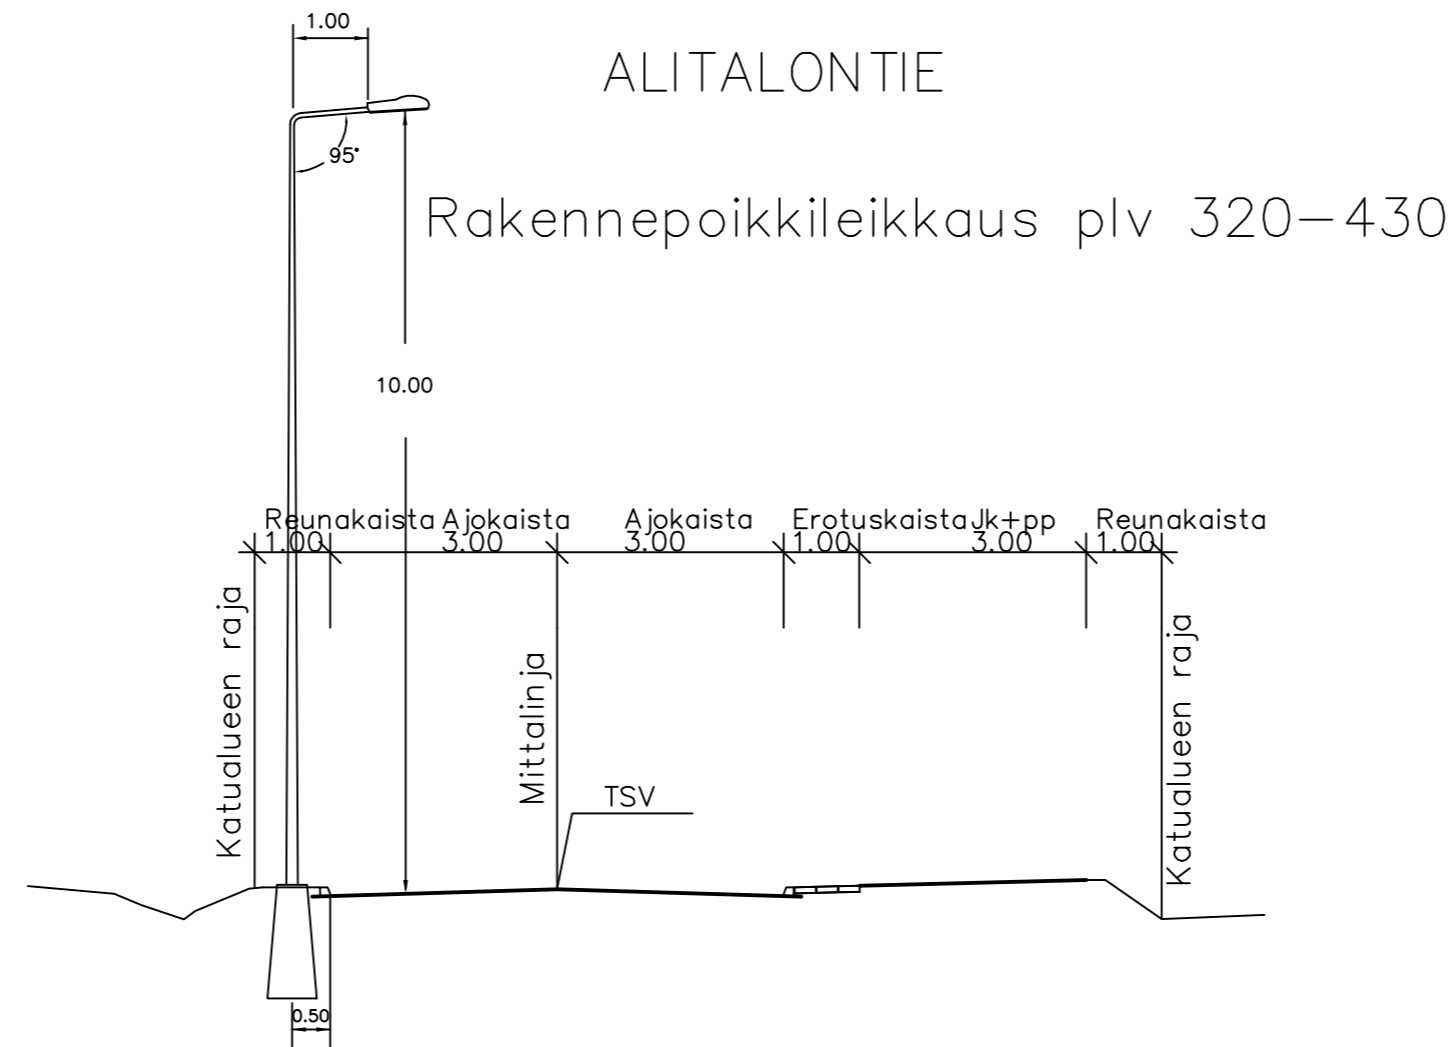 1.00
ALITALONTIE
95°
Rakennepoikkileikkaus plv 320-430
10.00
Reunakaista Ajokaista Ajokaista Erotuskaista Jk+pp Reunakaista
1.00 3.00 3.00 1.00 3.00 1.00
Katualueen raja
Mittalinja
Katualueen raja
TSV
0.50